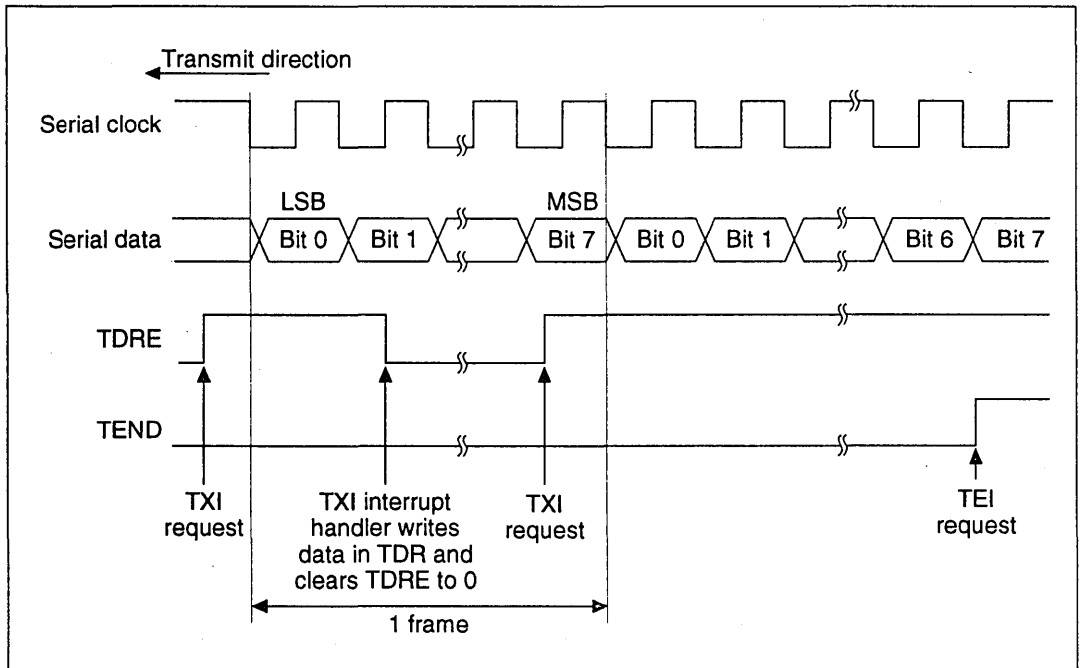 Transmit direction
Serial clock
LSB
MSB
Serial data
Bit 0
Bit 1
Bit 7
Bit 0
Bit 1
Bit 6
Bit 7
TDRE
TEND
TXI
request
TXI interrupt
handler writes
data in TDR and
clears TDRE to 0
TXI
request
TEI
request
1 frame